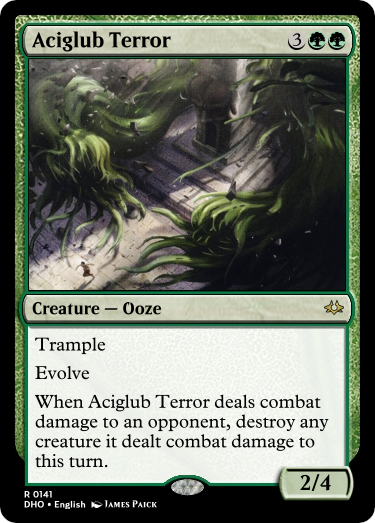 Aciglub Terror 3
Creature — Ooze
Trample
Evolve
When Aciglub Terror deals combat
damage to an opponent, destroy any
creature it dealt combat damage to
this turn.
2/4
R 0141
DHO • English James Paick